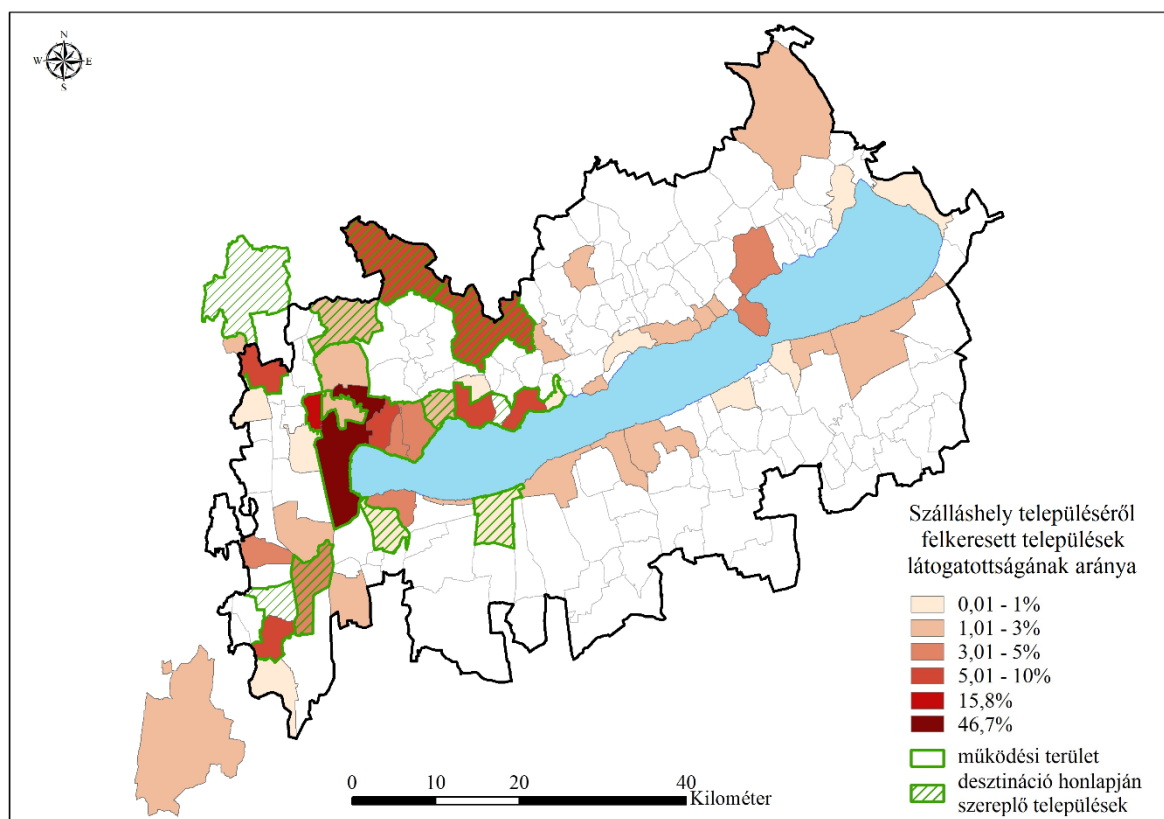 N
W E
S
Szálláshely településéről
felkeresett települések
látogatottságának aránya
0,01 - 1%
1,01 - 3%
3,01 - 5%
5,01 - 10%
15,8%
46,7%
működési terület
desztináció honlapján
szereplő települések
0 10 20 40
Kilométer